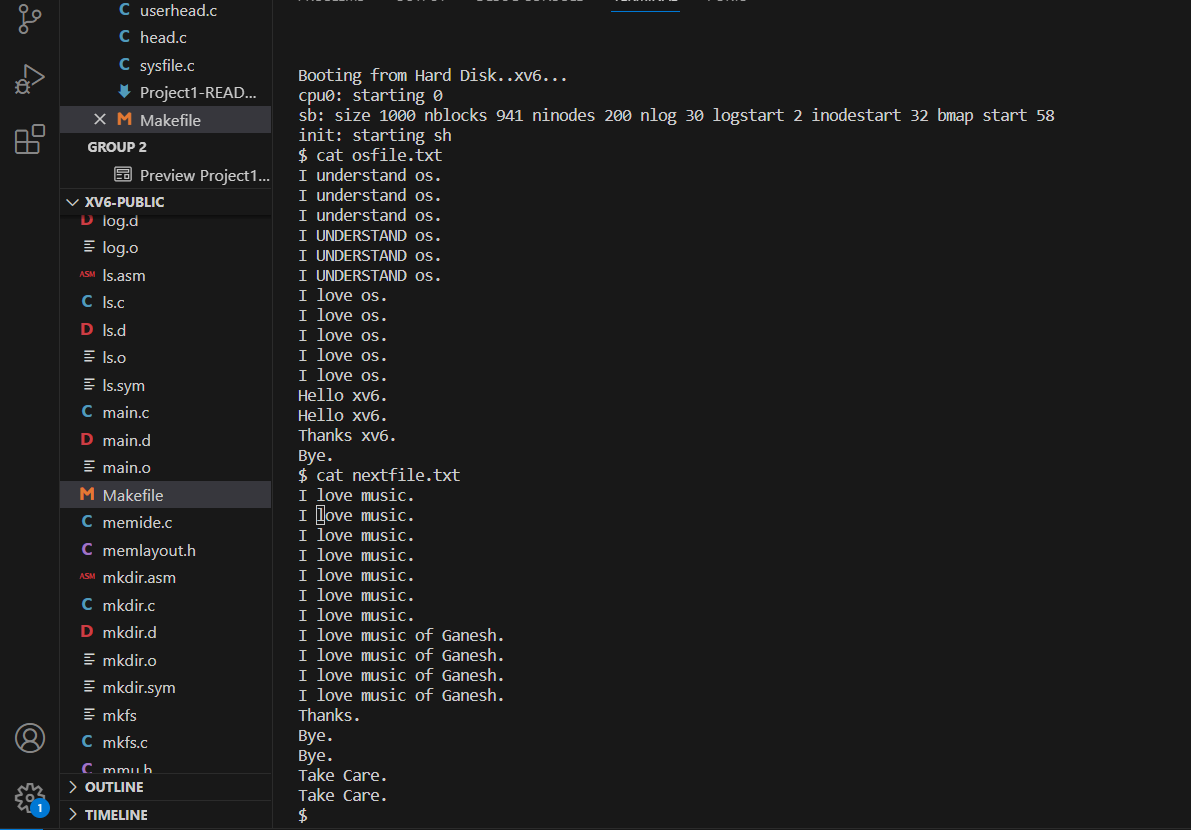 PROBLEMS OUTPUT DEBUG CONSOLE TERMINAL PORTS
C userhead.c
C head.c
C sysfile.c
Project1-READ...
M Makefile
GROUP 2
Preview Project1...
XV6-PUBLIC
D log.d
log.o
ASM ls.asm
C ls.c
D ls.d
ls.o
ls.sym
C main.c
D main.d
main.o
M Makefile
C memide.c
C memlayout.h
ASM mkdir.asm
C mkdir.c
D mkdir.d
mkdir.o
mkdir.sym
mkfs
C mkfs.c
C mmu.h
OUTLINE
TIMELINE
1
Booting from Hard Disk..xv6...
cpu0: starting 0
sb: size 1000 nblocks 941 ninodes 200 nlog 30 logstart 2 inodestart 32 bmap start 58
init: starting sh
$ cat osfile.txt
I understand os.
I understand os.
I understand os.
I UNDERSTAND os.
I UNDERSTAND os.
I UNDERSTAND os.
I love os.
I love os.
I love os.
I love os.
I love os.
Hello xv6.
Hello xv6.
Thanks xv6.
Bye.
$ cat nextfile.txt
I love music.
I love music.
I love music.
I love music.
I love music.
I love music.
I love music.
I love music of Ganesh.
I love music of Ganesh.
I love music of Ganesh.
I love music of Ganesh.
Thanks.
Bye.
Bye.
Take Care.
Take Care.
$